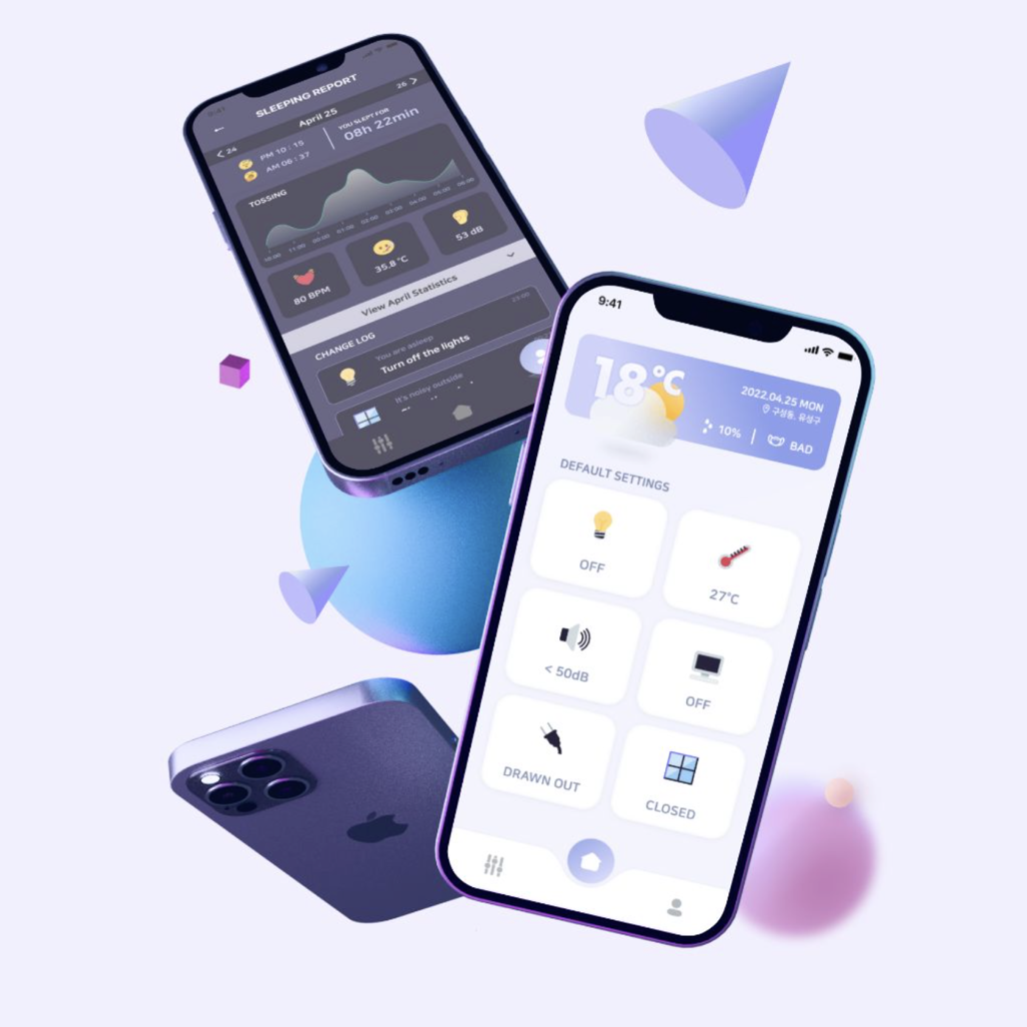 SLEEPING REPORT
←
< 24 April 25 26 >
PM 10 : 15
AM 06 : 37
YOU SLEPT FOR
08h 22min
TOSSING
80 BPM
35.8 °C
53 dB
View April Statistics
CHANGE LOG
23:00
You are asleep
Turn off the lights
It's noisy outside
9:41
18°C
2022.04.25 MON
구성동, 유성구
10% | BAD
DEFAULT SETTINGS
OFF
27°C
< 50dB
OFF
DRAWN OUT
CLOSED